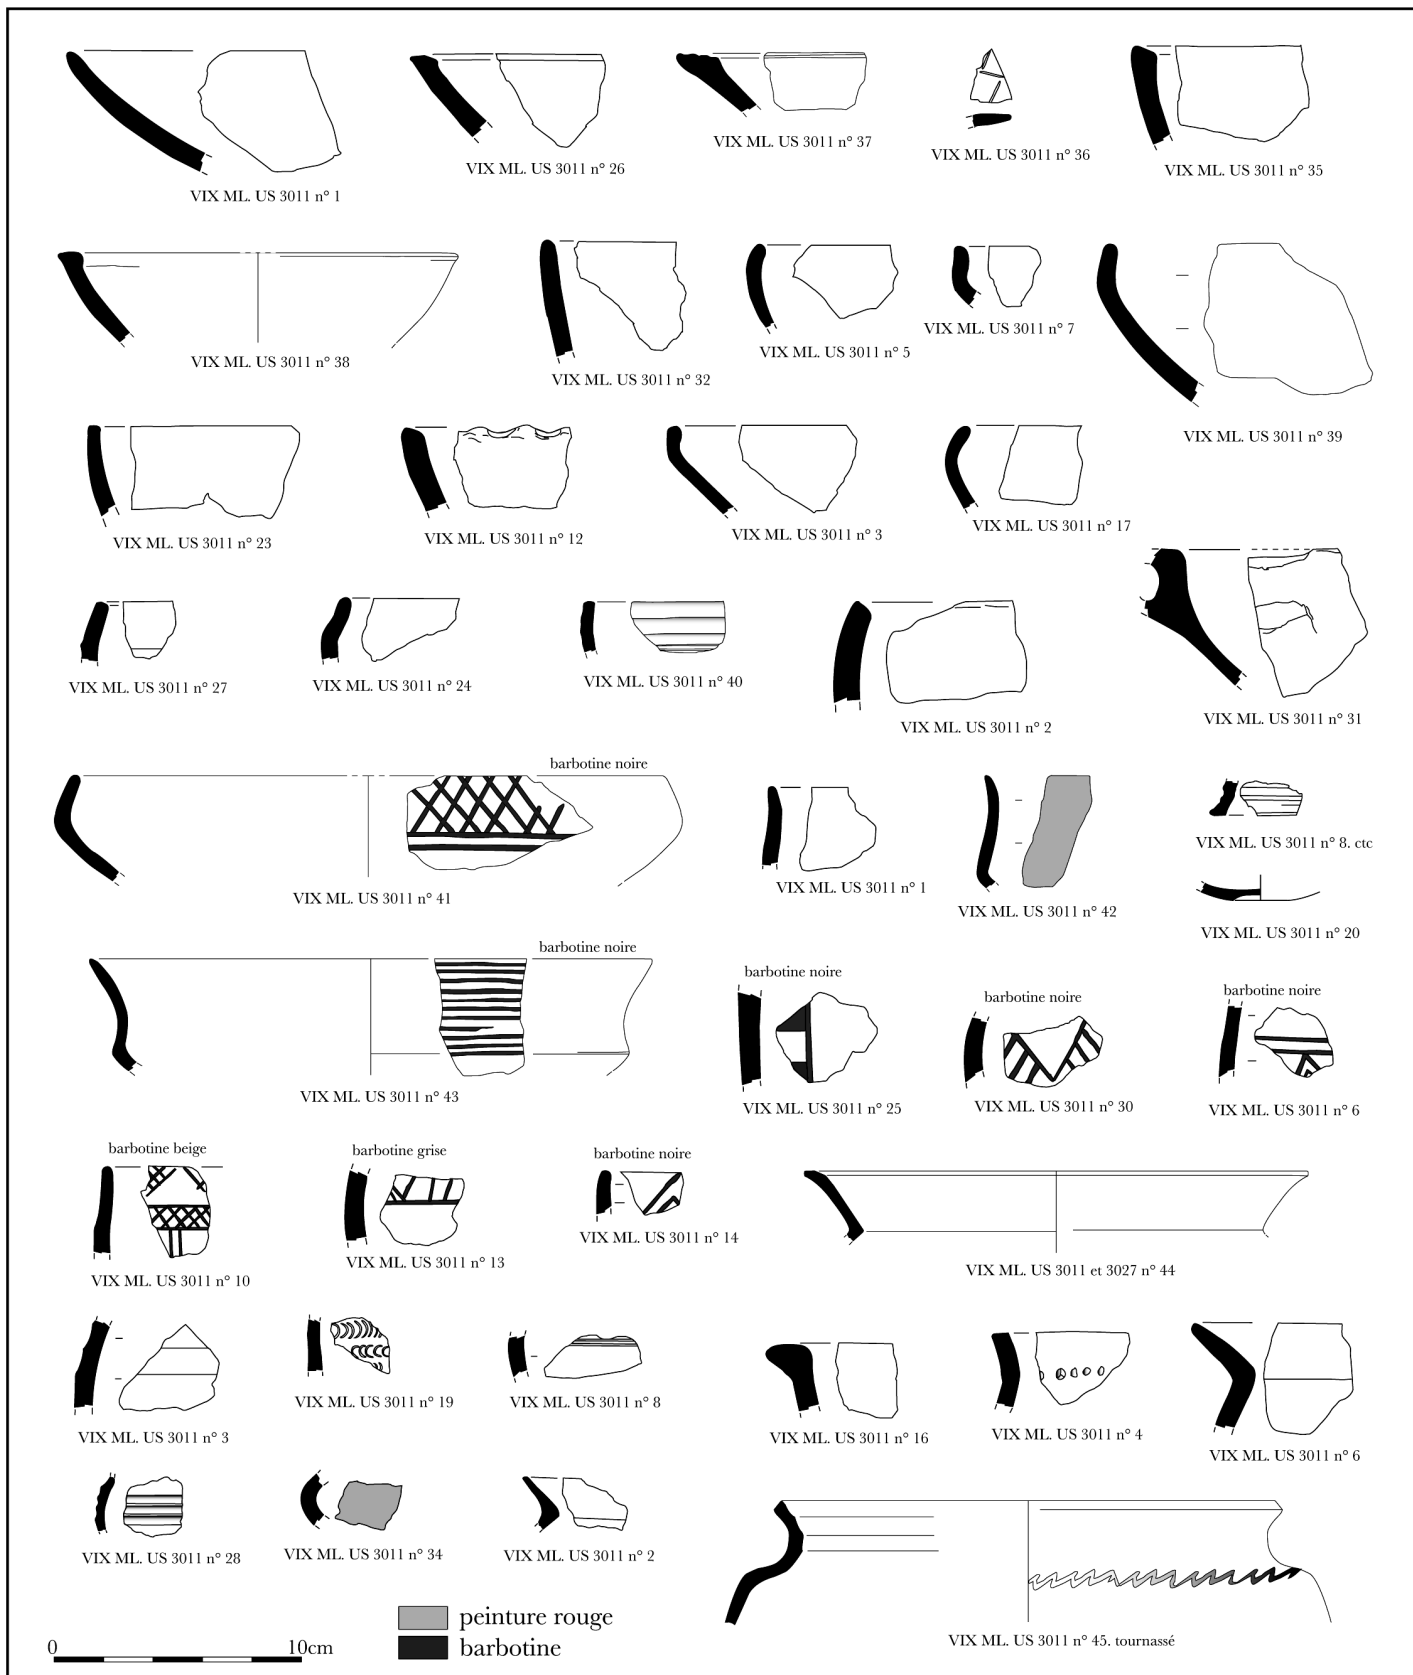 VIX ML. US 3011 n° 1
VIX ML. US 3011 n° 26
VIX ML. US 3011 n° 37
VIX ML. US 3011 n° 36
VIX ML. US 3011 n° 35
VIX ML. US 3011 n° 38
VIX ML. US 3011 n° 32
VIX ML. US 3011 n° 5
VIX ML. US 3011 n° 7
VIX ML. US 3011 n° 39
VIX ML. US 3011 n° 23
VIX ML. US 3011 n° 12
VIX ML. US 3011 n° 3
VIX ML. US 3011 n° 17
VIX ML. US 3011 n° 27
VIX ML. US 3011 n° 24
VIX ML. US 3011 n° 40
VIX ML. US 3011 n° 2
VIX ML. US 3011 n° 31
barbotine noire
VIX ML. US 3011 n° 41
VIX ML. US 3011 n° 1
VIX ML. US 3011 n° 42
VIX ML. US 3011 n° 8. ctc
VIX ML. US 3011 n° 20
barbotine noire
VIX ML. US 3011 n° 43
barbotine noire
VIX ML. US 3011 n° 25
barbotine noire
VIX ML. US 3011 n° 30
barbotine noire
VIX ML. US 3011 n° 6
barbotine beige
VIX ML. US 3011 n° 10
barbotine grise
VIX ML. US 3011 n° 13
barbotine noire
VIX ML. US 3011 n° 14
VIX ML. US 3011 et 3027 n° 44
VIX ML. US 3011 n° 3
VIX ML. US 3011 n° 19
VIX ML. US 3011 n° 8
VIX ML. US 3011 n° 16
VIX ML. US 3011 n° 4
VIX ML. US 3011 n° 6
VIX ML. US 3011 n° 28
VIX ML. US 3011 n° 34
VIX ML. US 3011 n° 2
VIX ML. US 3011 n° 45. tournassé
peinture rouge
barbotine
0 10cm